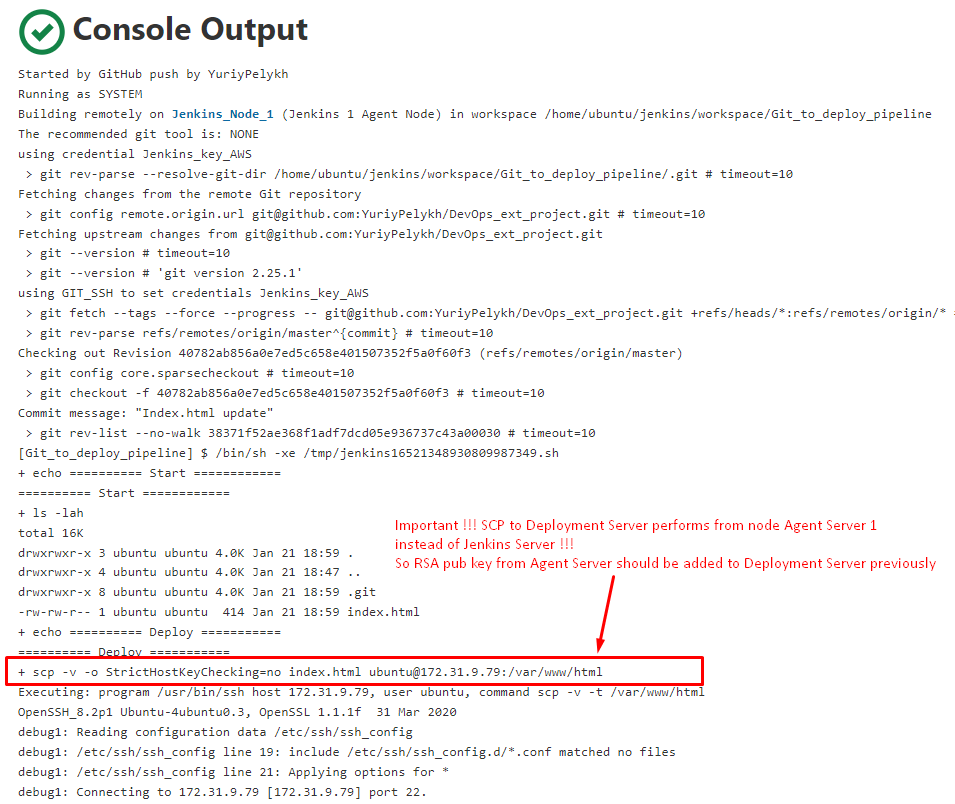 Console Output
Started by GitHub push by YuriyPelykh
Running as SYSTEM
Building remotely on Jenkins_Node_1 (Jenkins 1 Agent Node) in workspace /home/ubuntu/jenkins/workspace/Git_to_deploy_pipeline
The recommended git tool is: NONE
using credential Jenkins_key_AWS
> git rev-parse --resolve-git-dir /home/ubuntu/jenkins/workspace/Git_to_deploy_pipeline/.git # timeout=10
Fetching changes from the remote Git repository
> git config remote.origin.url git@github.com:YuriyPelykh/DevOps_ext_project.git # timeout=10
Fetching upstream changes from git@github.com:YuriyPelykh/DevOps_ext_project.git
> git --version # timeout=10
> git --version # 'git version 2.25.1'
using GIT_SSH to set credentials Jenkins_key_AWS
> git fetch --tags --force --progress -- git@github.com:YuriyPelykh/DevOps_ext_project.git +refs/heads/*:refs/remotes/origin/*
> git rev-parse refs/remotes/origin/master^{commit} # timeout=10
Checking out Revision 40782ab856a0e7ed5c658e401507352f5a0f60f3 (refs/remotes/origin/master)
> git config core.sparsecheckout # timeout=10
> git checkout -f 40782ab856a0e7ed5c658e401507352f5a0f60f3 # timeout=10
Commit message: "Index.html update"
> git rev-list --no-walk 38371f52ae368f1adf7dcd05e936737c43a00030 # timeout=10
[Git_to_deploy_pipeline] $ /bin/sh -xe /tmp/jenkins16521348930809987349.sh
+ echo ========== Start ============
========== Start ============
+ ls -lah
total 16K
drwxrwxr-x 3 ubuntu ubuntu 4.0K Jan 21 18:59 .
drwxrwxr-x 4 ubuntu ubuntu 4.0K Jan 21 18:47 ..
drwxrwxr-x 8 ubuntu ubuntu 4.0K Jan 21 18:59 .git
-rw-rw-r-- 1 ubuntu ubuntu 414 Jan 21 18:59 index.html
Important !!! SCP to Deployment Server performs from node Agent Server 1
instead of Jenkins Server !!!
So RSA pub key from Agent Server should be added to Deployment Server previously
+ echo ========== Deploy ===========
========== Deploy ===========
+ scp -v -o StrictHostKeyChecking=no index.html ubuntu@172.31.9.79:/var/www/html
Executing: program /usr/bin/ssh host 172.31.9.79, user ubuntu, command scp -v -t /var/www/html
OpenSSH_8.2p1 Ubuntu-4ubuntu0.3, OpenSSL 1.1.1f 31 Mar 2020
debug1: Reading configuration data /etc/ssh/ssh_config
debug1: /etc/ssh/ssh_config line 19: include /etc/ssh/ssh_config.d/*.conf matched no files
debug1: /etc/ssh/ssh_config line 21: Applying options for *
debug1: Connecting to 172.31.9.79 [172.31.9.79] port 22.